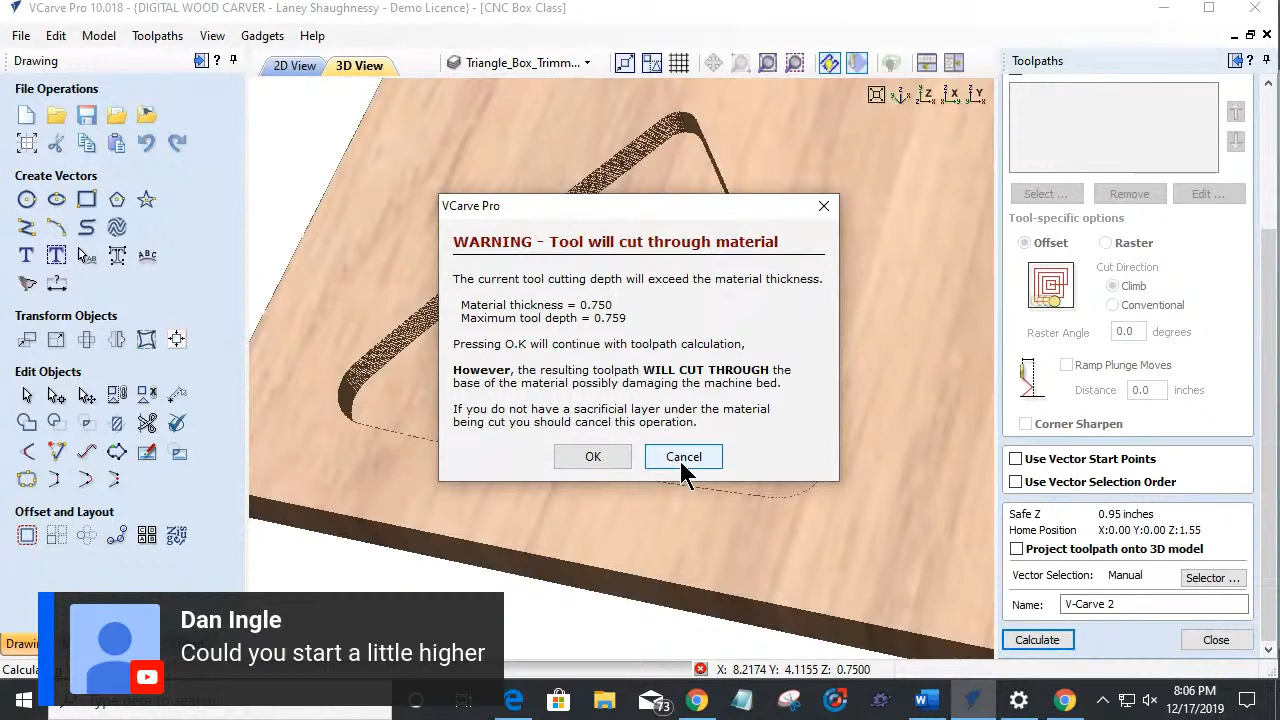 VCarve Pro 10.018 - {DIGITAL WOOD CARVER - Laney Shaughnessy - Demo Licence} - [CNC Box Class]
File Edit Model Toolpaths View Gadgets Help
Drawing
2D View
3D View
Triangle_Box_Trimm...
Toolpaths
File Operations
Create Vectors
Transform Objects
Edit Objects
Offset and Layout
VCarve Pro
WARNING - Tool will cut through material
The current tool cutting depth will exceed the material thickness.
Material thickness = 0.750
Maximum tool depth = 0.759
Pressing O.K will continue with toolpath calculation,
However, the resulting toolpath WILL CUT THROUGH the
base of the material possibly damaging the machine bed.
If you do not have a sacrificial layer under the material
being cut you should cancel this operation.
OK
Cancel
Select ...
Remove
Edit ...
Tool-specific options
Offset
Raster
Cut Direction
Climb
Conventional
Raster Angle 0.0 degrees
Ramp Plunge Moves
Distance 0.0 inches
Corner Sharpen
Use Vector Start Points
Use Vector Selection Order
Safe Z 0.95 inches
Home Position X:0.00 Y:0.00 Z:1.55
Project toolpath onto 3D model
Vector Selection: Manual Selector ...
Name: V-Carve 2
Calculate
Close
Dan Ingle
Could you start a little higher
X: 8.2174 Y: 4.1155 Z: 0.7500
73
8:06 PM
12/17/2019